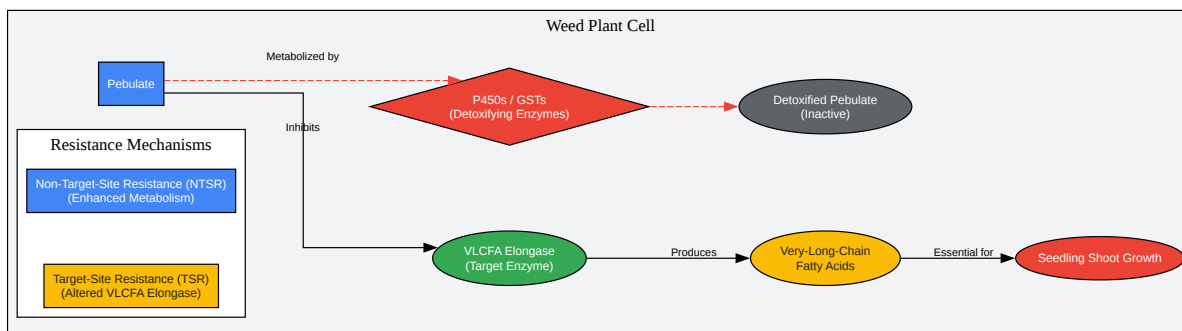 Weed Plant Cell
Metabolized by
Pebulate
P450s / GSTs
(Detoxifying Enzymes)
Detoxified Pebulate
(Inactive)
Inhibits
Resistance Mechanisms
Non-Target-Site Resistance (NTSR)
(Enhanced Metabolism)
Target-Site Resistance (TSR)
(Altered VLCFA Elongase)
VLCFA Elongase
(Target Enzyme)
Produces
Very-Long-Chain
Fatty Acids
Essential for
Seedling Shoot Growth